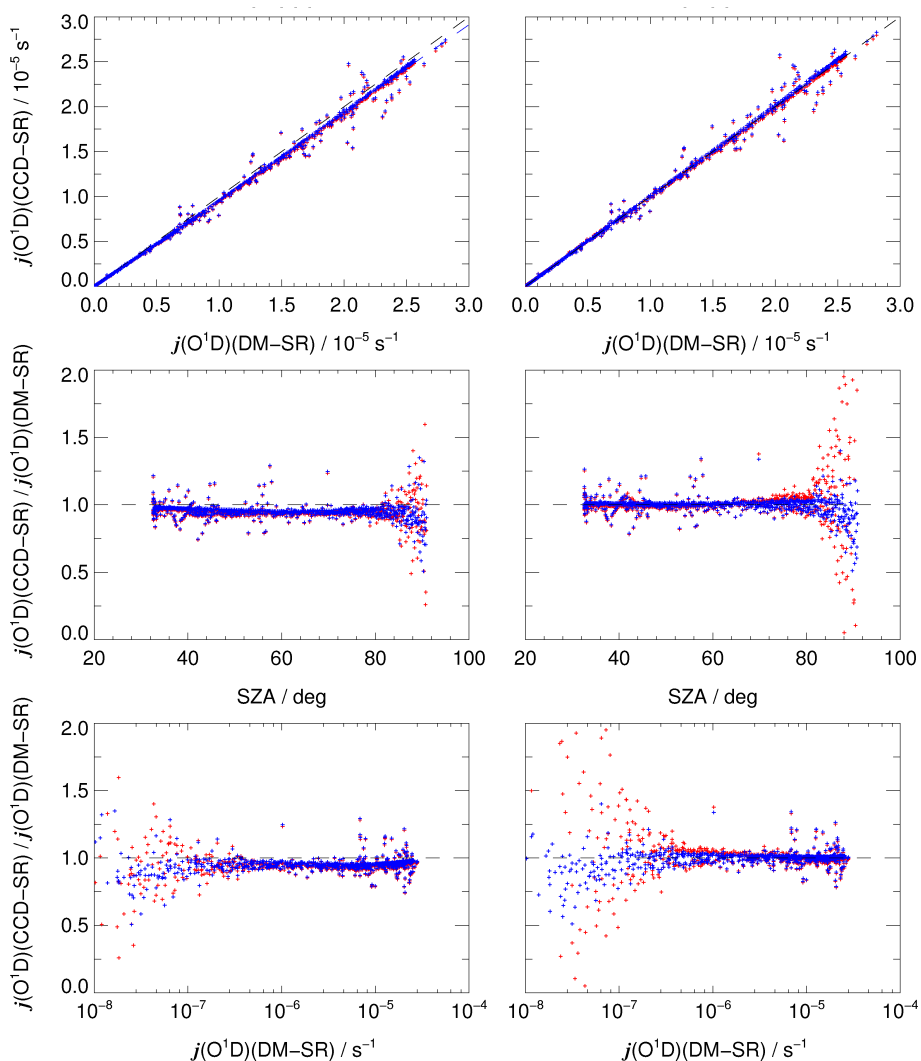 3.0
2.5
2.0
1.5
1.0
0.5
0.0
j(O¹D)(CCD−SR) / 10⁻⁵ s⁻¹
0.0 0.5 1.0 1.5 2.0 2.5 3.0
0.0 0.5 1.0 1.5 2.0 2.5 3.0
j(O¹D)(DM−SR) / 10⁻⁵ s⁻¹
j(O¹D)(DM−SR) / 10⁻⁵ s⁻¹
2.0
1.5
1.0
0.5
0.0
j(O¹D)(CCD−SR) / j(O¹D)(DM−SR)
20 40 60 80 100
20 40 60 80 100
SZA / deg
SZA / deg
2.0
1.5
1.0
0.5
0.0
j(O¹D)(CCD−SR) / j(O¹D)(DM−SR)
10⁻⁸ 10⁻⁷ 10⁻⁶ 10⁻⁵ 10⁻⁴
10⁻⁸ 10⁻⁷ 10⁻⁶ 10⁻⁵ 10⁻⁴
j(O¹D)(DM−SR) / s⁻¹
j(O¹D)(DM−SR) / s⁻¹